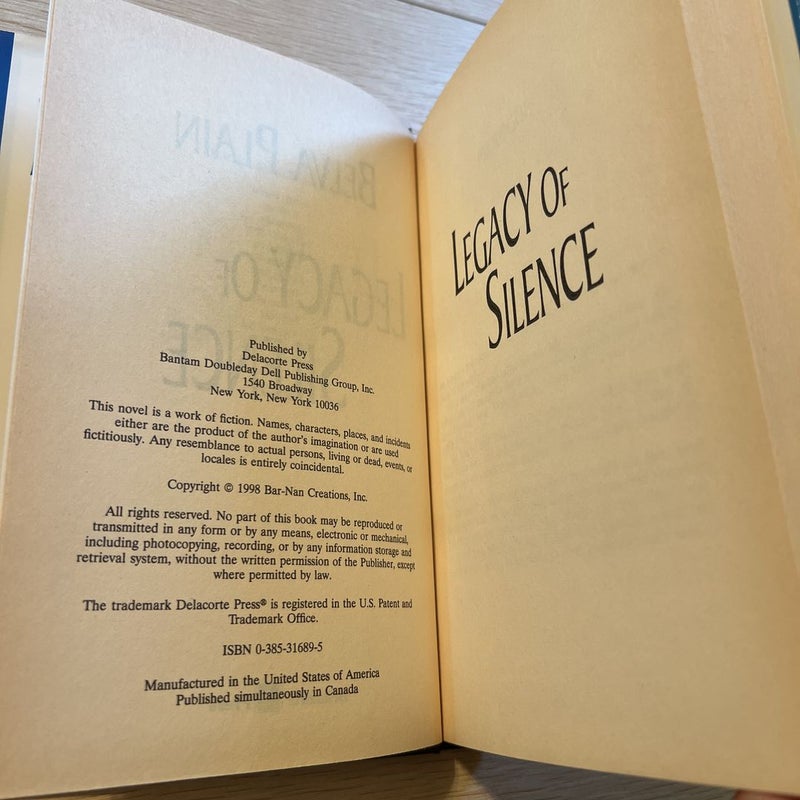 BELVA PLAIN
LEGACY OF
SILENCE
Published by
Delacorte Press
Bantam Doubleday Dell Publishing Group, Inc.
1540 Broadway
New York, New York 10036
This novel is a work of fiction. Names, characters, places, and incidents
either are the product of the author's imagination or are used
fictitiously. Any resemblance to actual persons, living or dead, events, or
locales is entirely coincidental.
Copyright © 1998 Bar-Nan Creations, Inc.
All rights reserved. No part of this book may be reproduced or
transmitted in any form or by any means, electronic or mechanical,
including photocopying, recording, or by any information storage and
retrieval system, without the written permission of the Publisher, except
where permitted by law.
The trademark Delacorte Press® is registered in the U.S. Patent and
Trademark Office.
ISBN 0-385-31689-5
Manufactured in the United States of America
Published simultaneously in Canada
LEGACY OF
SILENCE